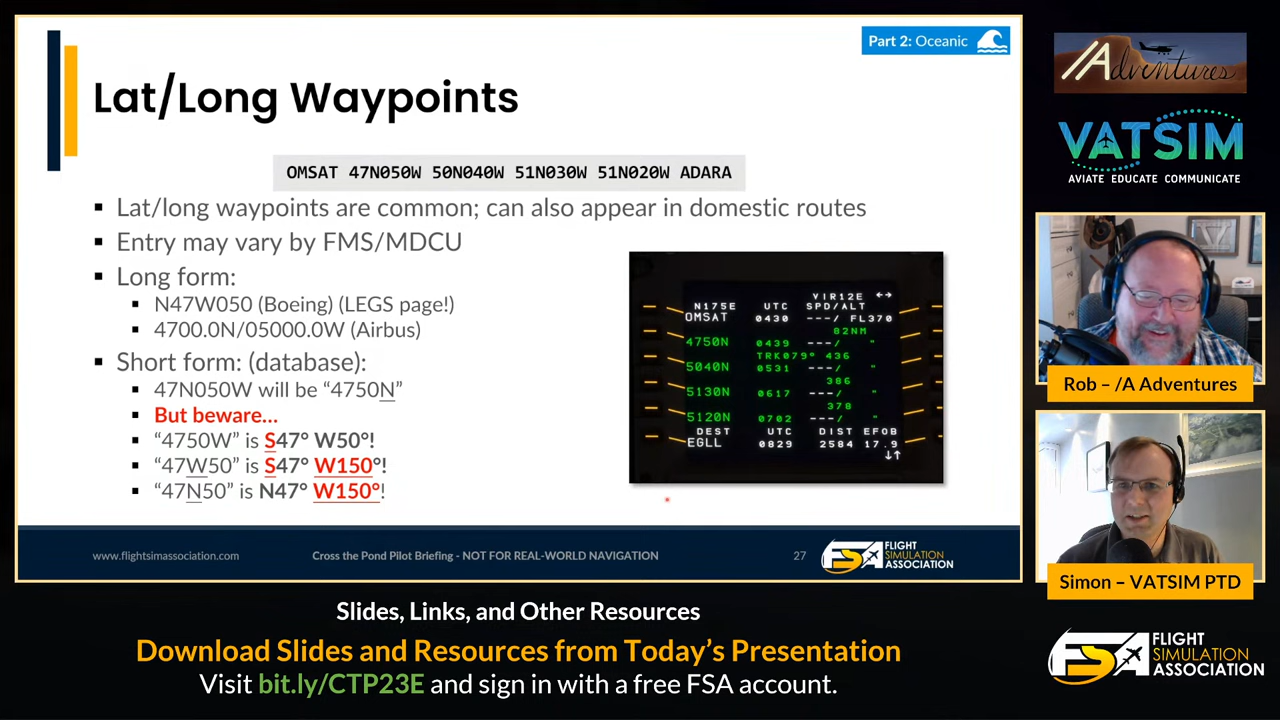 Part 2: Oceanic
Lat/Long Waypoints
OMSAT 47N050W 50N040W 51N030W 51N020W ADARA
▪ Lat/long waypoints are common; can also appear in domestic routes
▪ Entry may vary by FMS/MDCU
▪ Long form:
▪ N47W050 (Boeing) (LEGS page!)
▪ 4700.0N/05000.0W (Airbus)
▪ Short form: (database):
▪ 47N050W will be “4750N”
▪ But beware…
▪ “4750W” is S47° W50°!
▪ “47W50” is S47° W150°!
▪ “47N50” is N47° W150°!
VIR12E ←→
N175E UTC SPD/ALT
OMSAT 0430 ---/ FL370
82NM
4750N 0439 ---/ "
TRK079° 436
5040N 0531 ---/ "
386
5130N 0617 ---/ "
378
5120N 0702 ---/ "
DEST UTC DIST EFOB
EGLL 0829 2584 17.9
↓↑
www.flightsimassociation.com
Cross the Pond Pilot Briefing - NOT FOR REAL-WORLD NAVIGATION
27
FSA FLIGHT
SIMULATION
ASSOCIATION
/Adventures
VATSIM
AVIATE EDUCATE COMMUNICATE
Rob – /A Adventures
Simon – VATSIM PTD
Slides, Links, and Other Resources
Download Slides and Resources from Today’s Presentation
Visit bit.ly/CTP23E and sign in with a free FSA account.
FSA FLIGHT
SIMULATION
ASSOCIATION